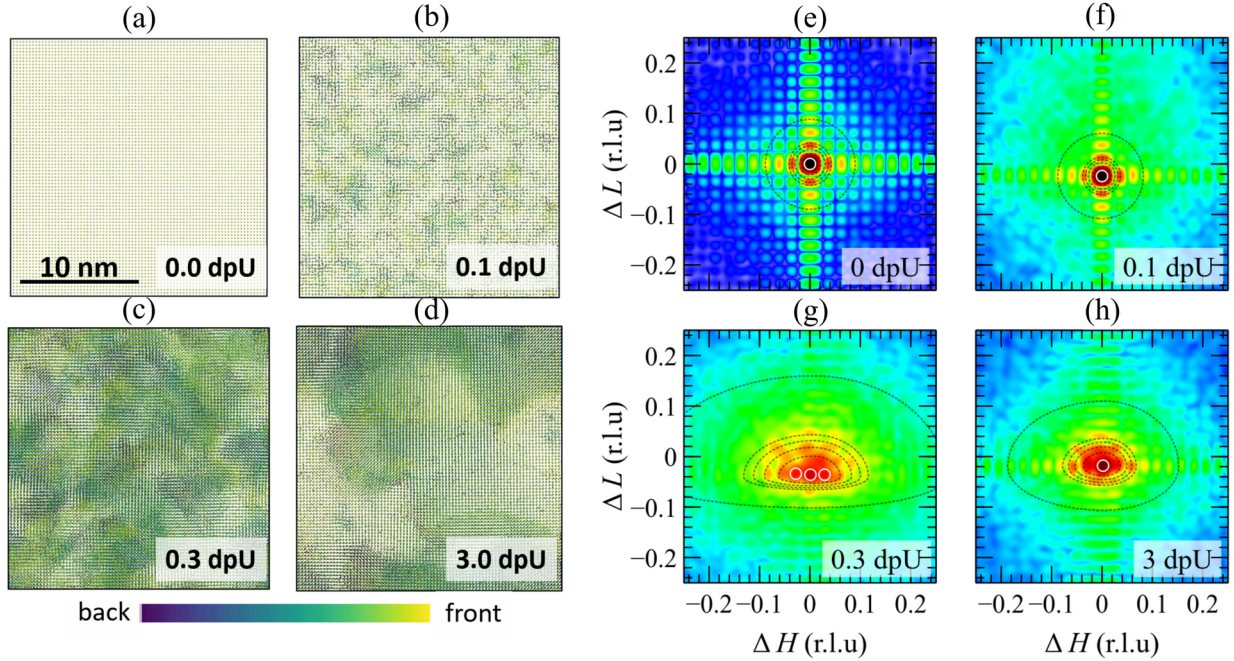 (a)
(b)
10 nm
0.0 dpU
0.1 dpU
(c)
(d)
0.3 dpU
3.0 dpU
back
front
(e)
(f)
Δ L (r.l.u)
0.2
0.1
0
−0.1
−0.2
0 dpU
0.1 dpU
(g)
(h)
Δ L (r.l.u)
0.2
0.1
0
−0.1
−0.2
0.3 dpU
3 dpU
−0.2 −0.1 0 0.1 0.2
−0.2 −0.1 0 0.1 0.2
Δ H (r.l.u)
Δ H (r.l.u)